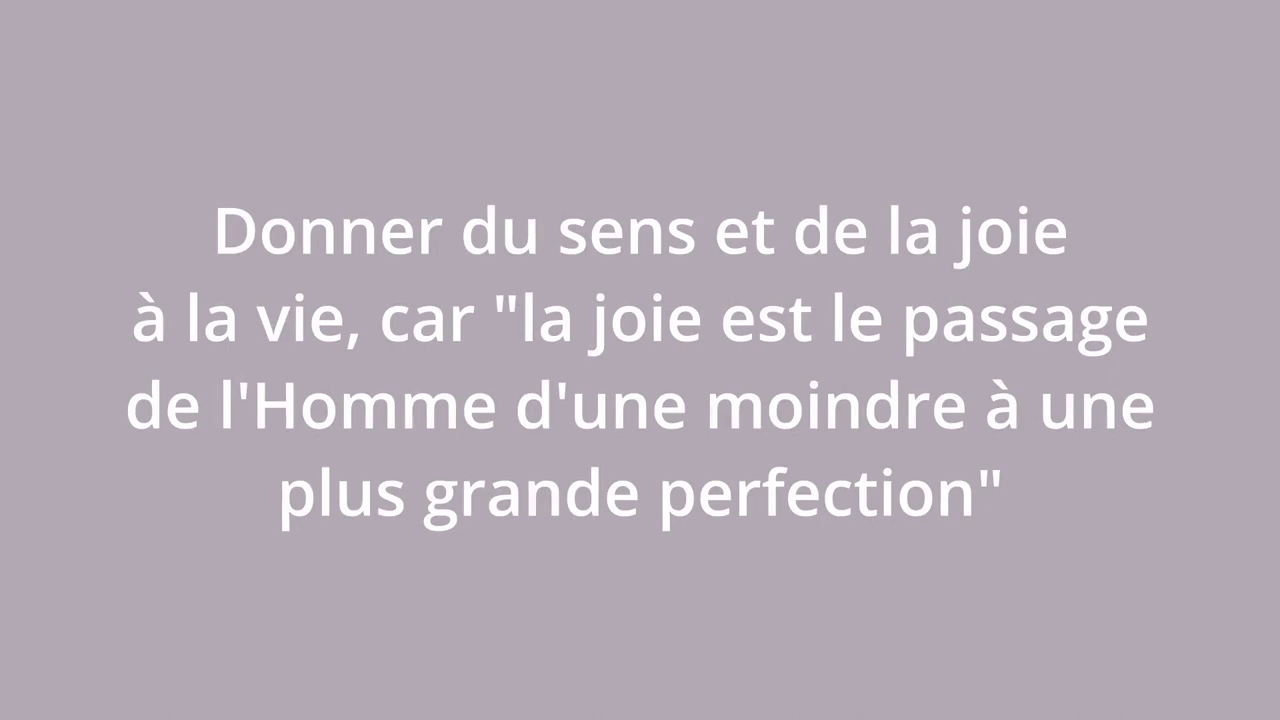 Donner du sens et de la joie
à la vie, car "la joie est le passage
de l'Homme d'une moindre à une
plus grande perfection"